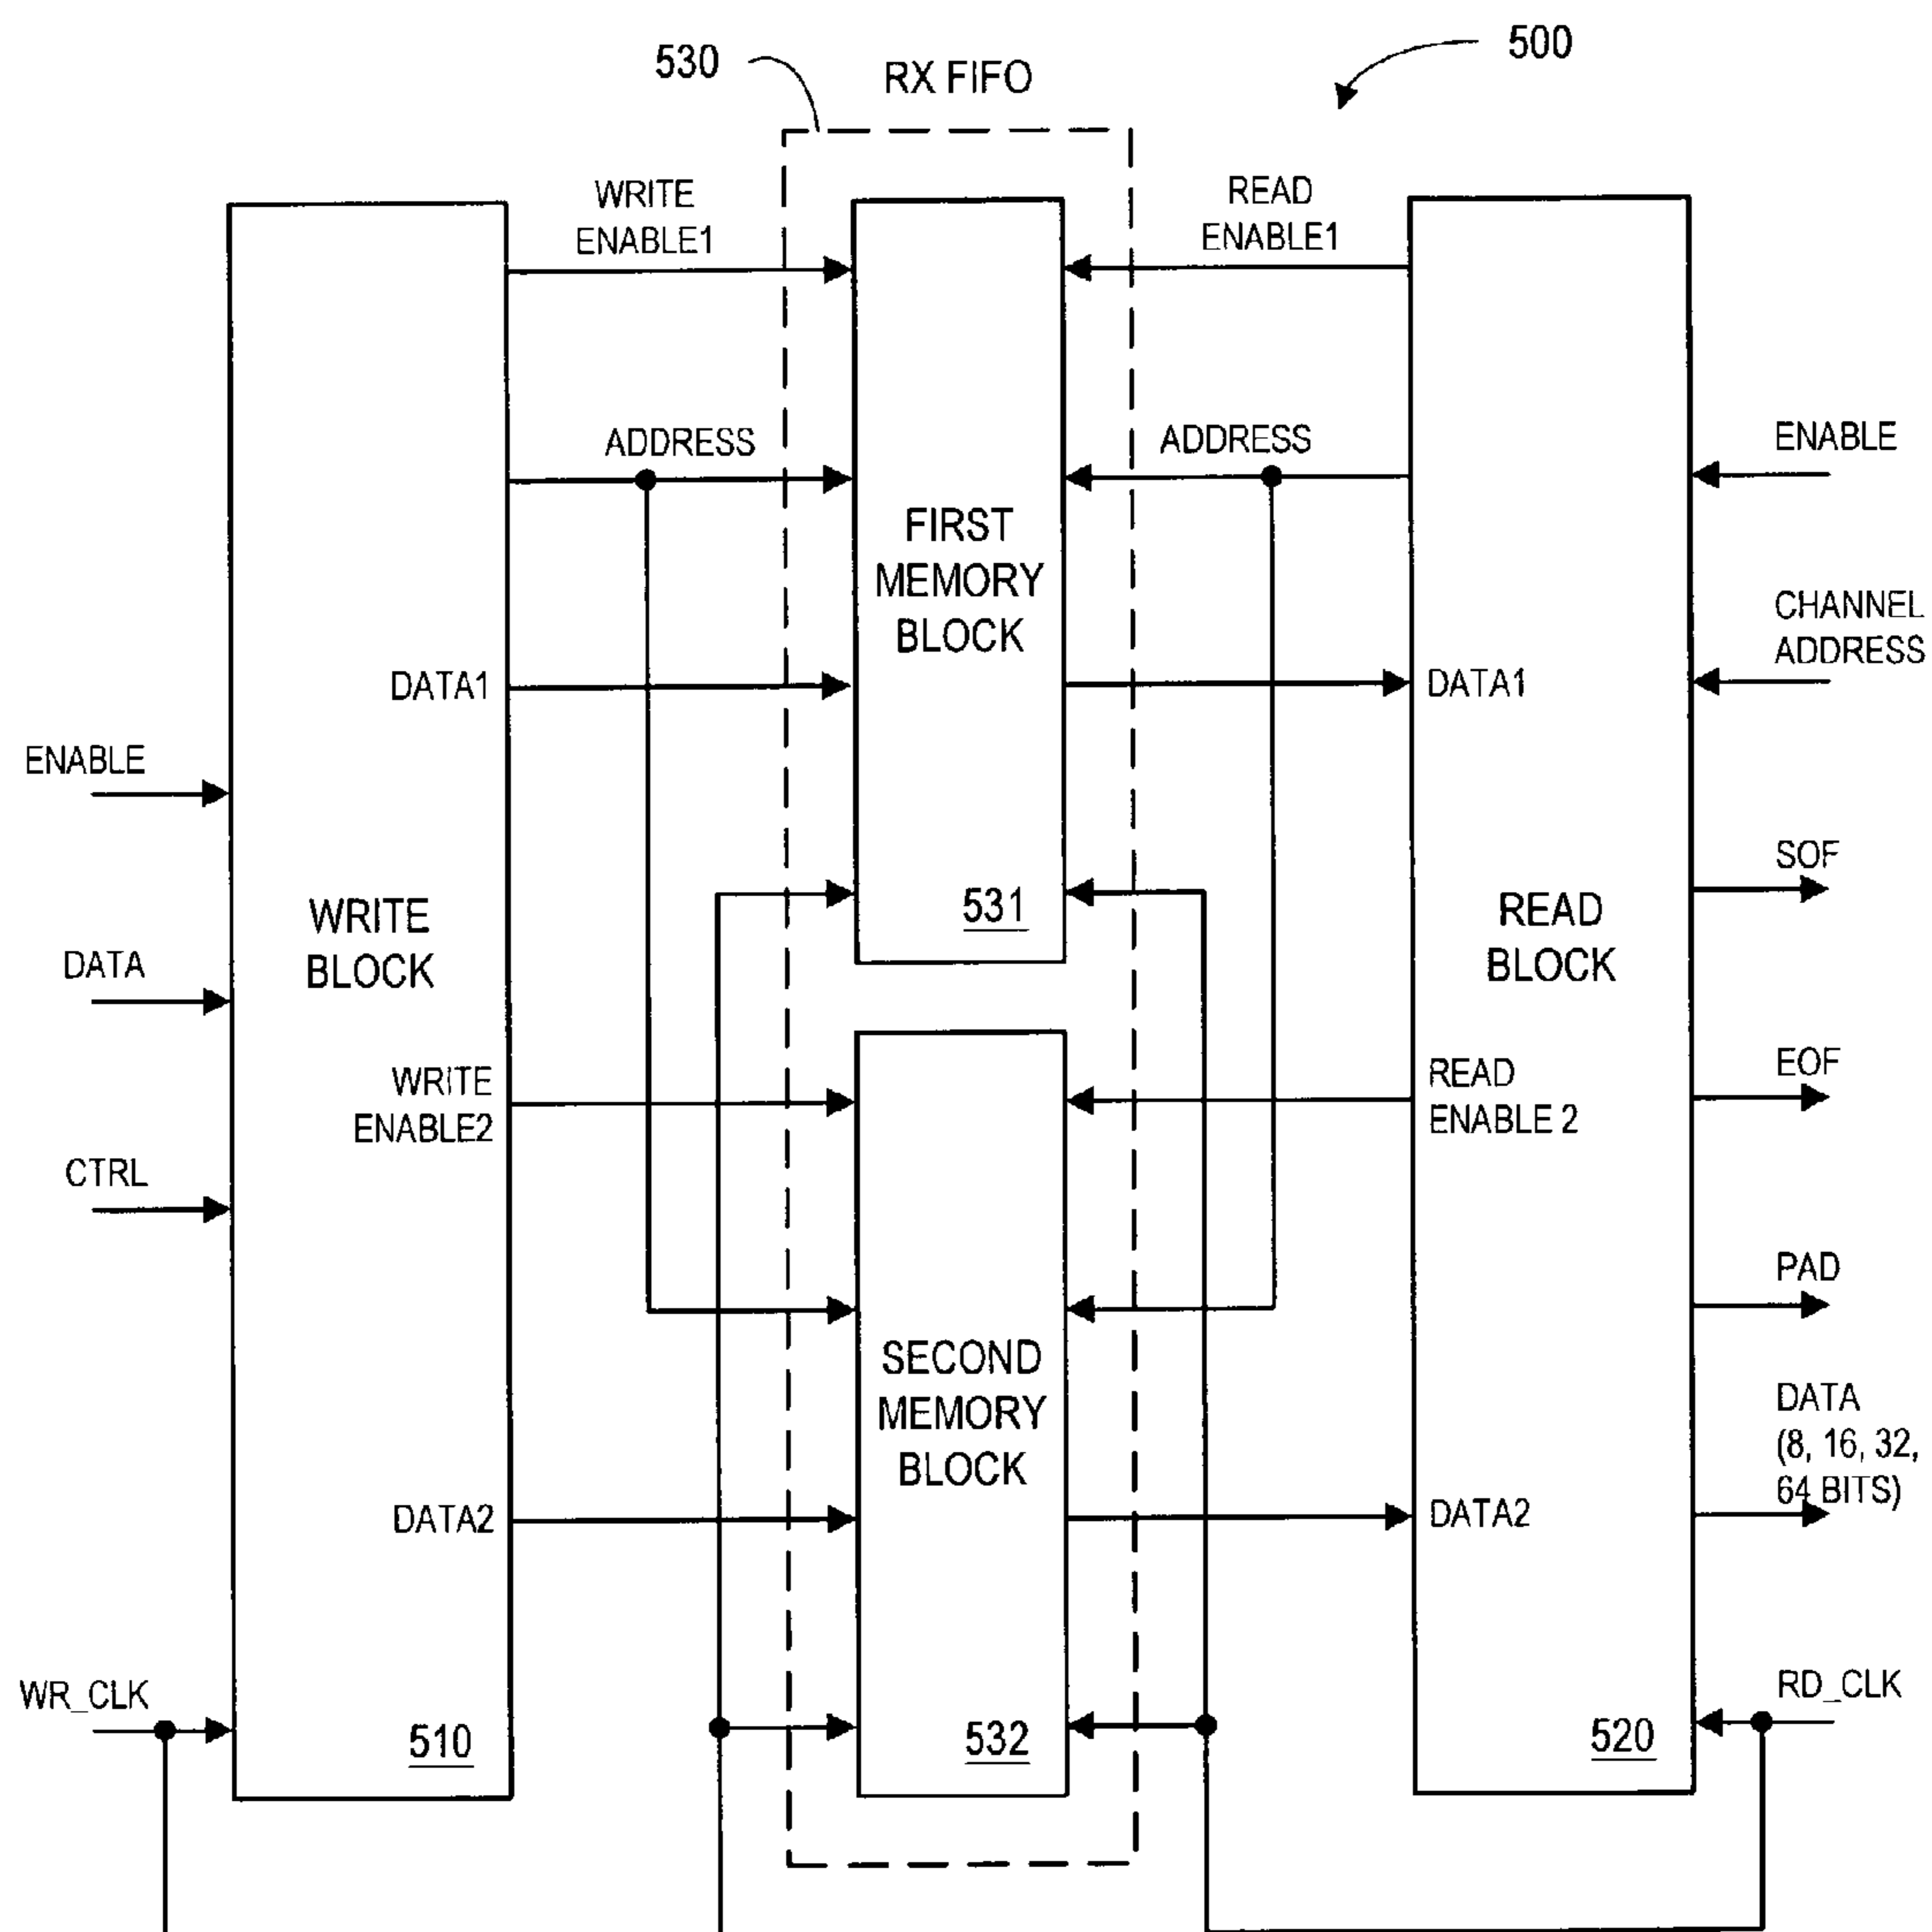 530
RX FIFO
500
WRITE
ENABLE1
READ
ENABLE1
ADDRESS
ADDRESS
ENABLE
FIRST
MEMORY
BLOCK
CHANNEL
ADDRESS
DATA1
DATA1
ENABLE
SOF
531
WRITE
BLOCK
READ
BLOCK
DATA
WRITE
ENABLE2
READ
ENABLE 2
EOF
CTRL
PAD
SECOND
MEMORY
BLOCK
DATA
(8, 16, 32,
64 BITS)
DATA2
DATA2
WR_CLK
RD_CLK
510
532
520